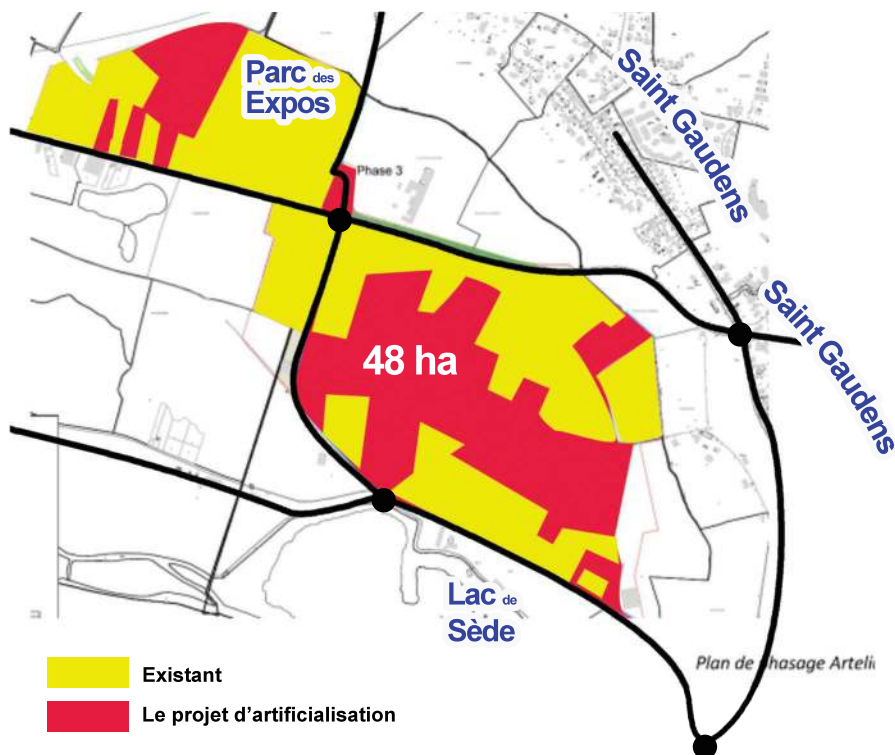 Parc des
Expos
Saint Gaudens
Phase 3
Saint Gaudens
48 ha
Lac de
Sède
Plan de phasage Artelia
Existant
Le projet d'artificialisation